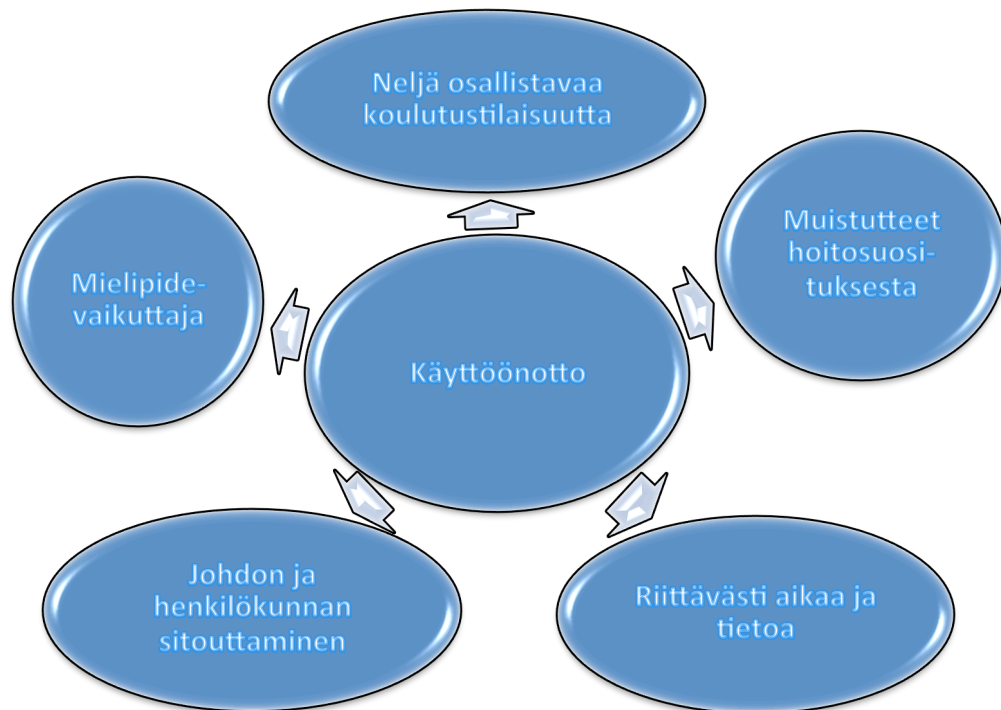 Neljä osallistavaa
koulutustilaisuutta
Muistutteet
hoitosuosi-
tuksesta
Mielipide-
vaikuttaja
Käyttöönotto
Johdon ja
henkilökunnan
sitouttaminen
Riittävästi aikaa ja
tietoa